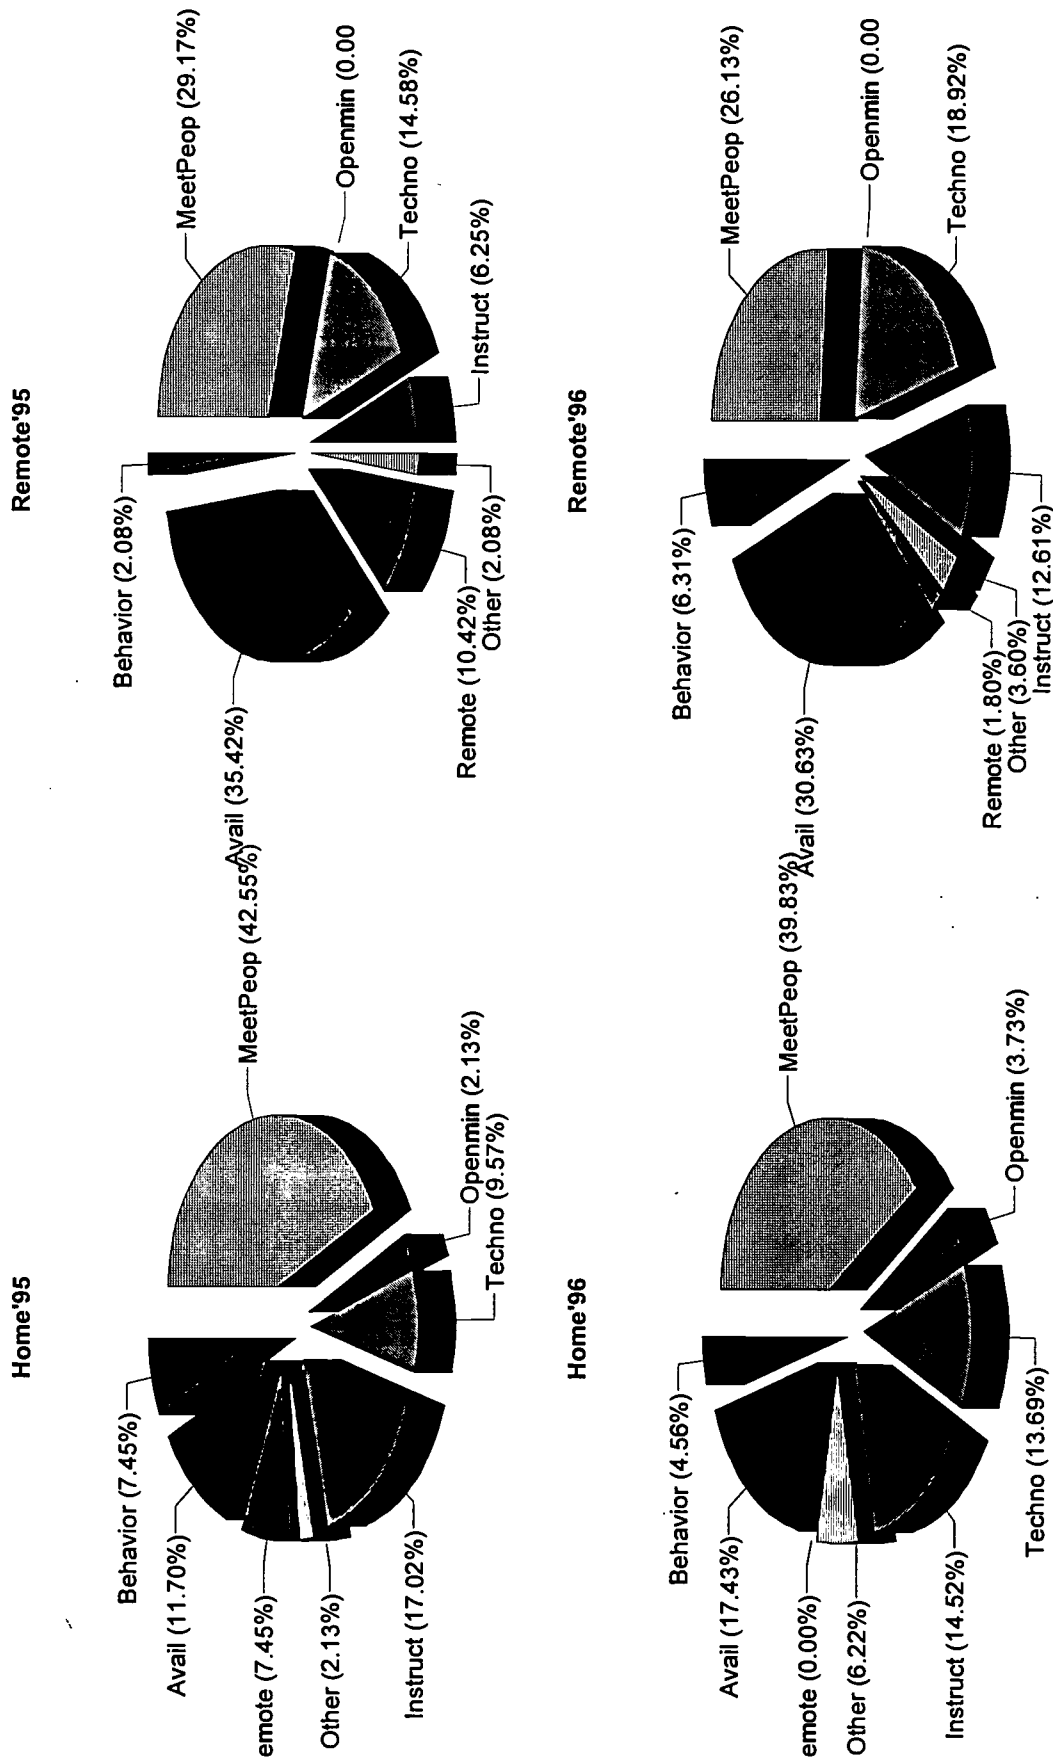 Home'95
Behavior (7.45%)
Avail (11.70%)
emote (7.45%)
Other (2.13%)
Instruct (17.02%)
MeetPeop (42.55%)
Openmin (2.13%)
Techno (9.57%)
Remote'95
Behavior (2.08%)
Avail (35.42%)
Remote (10.42%)
Other (2.08%)
Instruct (6.25%)
MeetPeop (29.17%)
Openmin (0.00
Techno (14.58%)
Home'96
Behavior (4.56%)
Avail (17.43%)
emote (0.00%)
Other (6.22%)
Instruct (14.52%)
MeetPeop (39.83%)
Openmin (3.73%)
Techno (13.69%)
Remote'96
Behavior (6.31%)
Avail (30.63%)
Remote (1.80%)
Other (3.60%)
Instruct (12.61%)
MeetPeop (26.13%)
Openmin (0.00
Techno (18.92%)